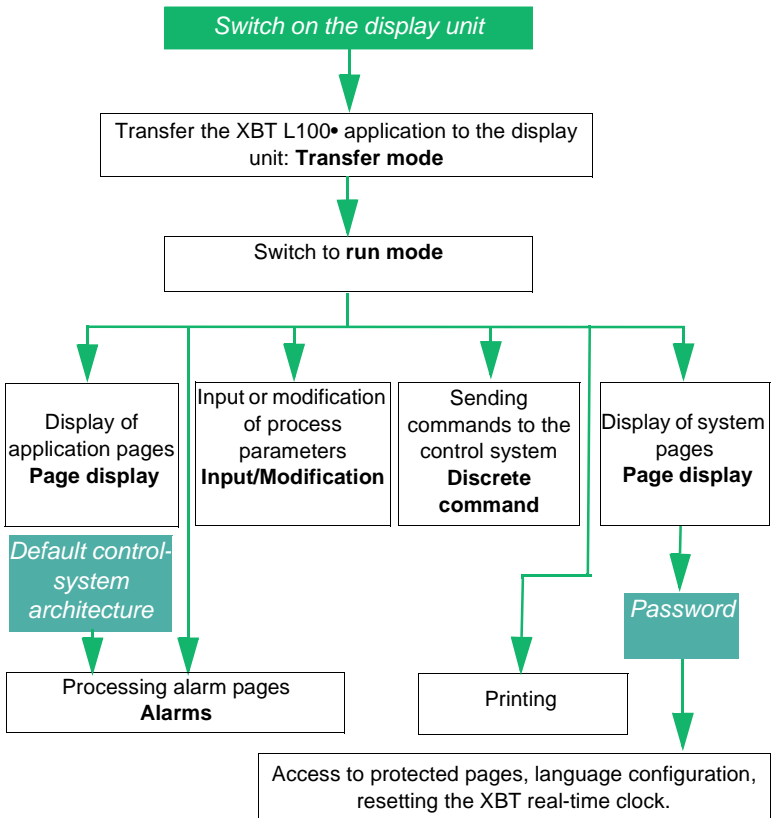 Switch on the display unit
Transfer the XBT L100• application to the display
unit: Transfer mode
Switch to run mode
Display of
application pages
Page display
Input or modification
of process
parameters
Input/Modification
Sending
commands to the
control system
Discrete
command
Display of system
pages
Page display
Default control-
system
architecture
Password
Processing alarm pages
Alarms
Printing
Access to protected pages, language configuration,
resetting the XBT real-time clock.